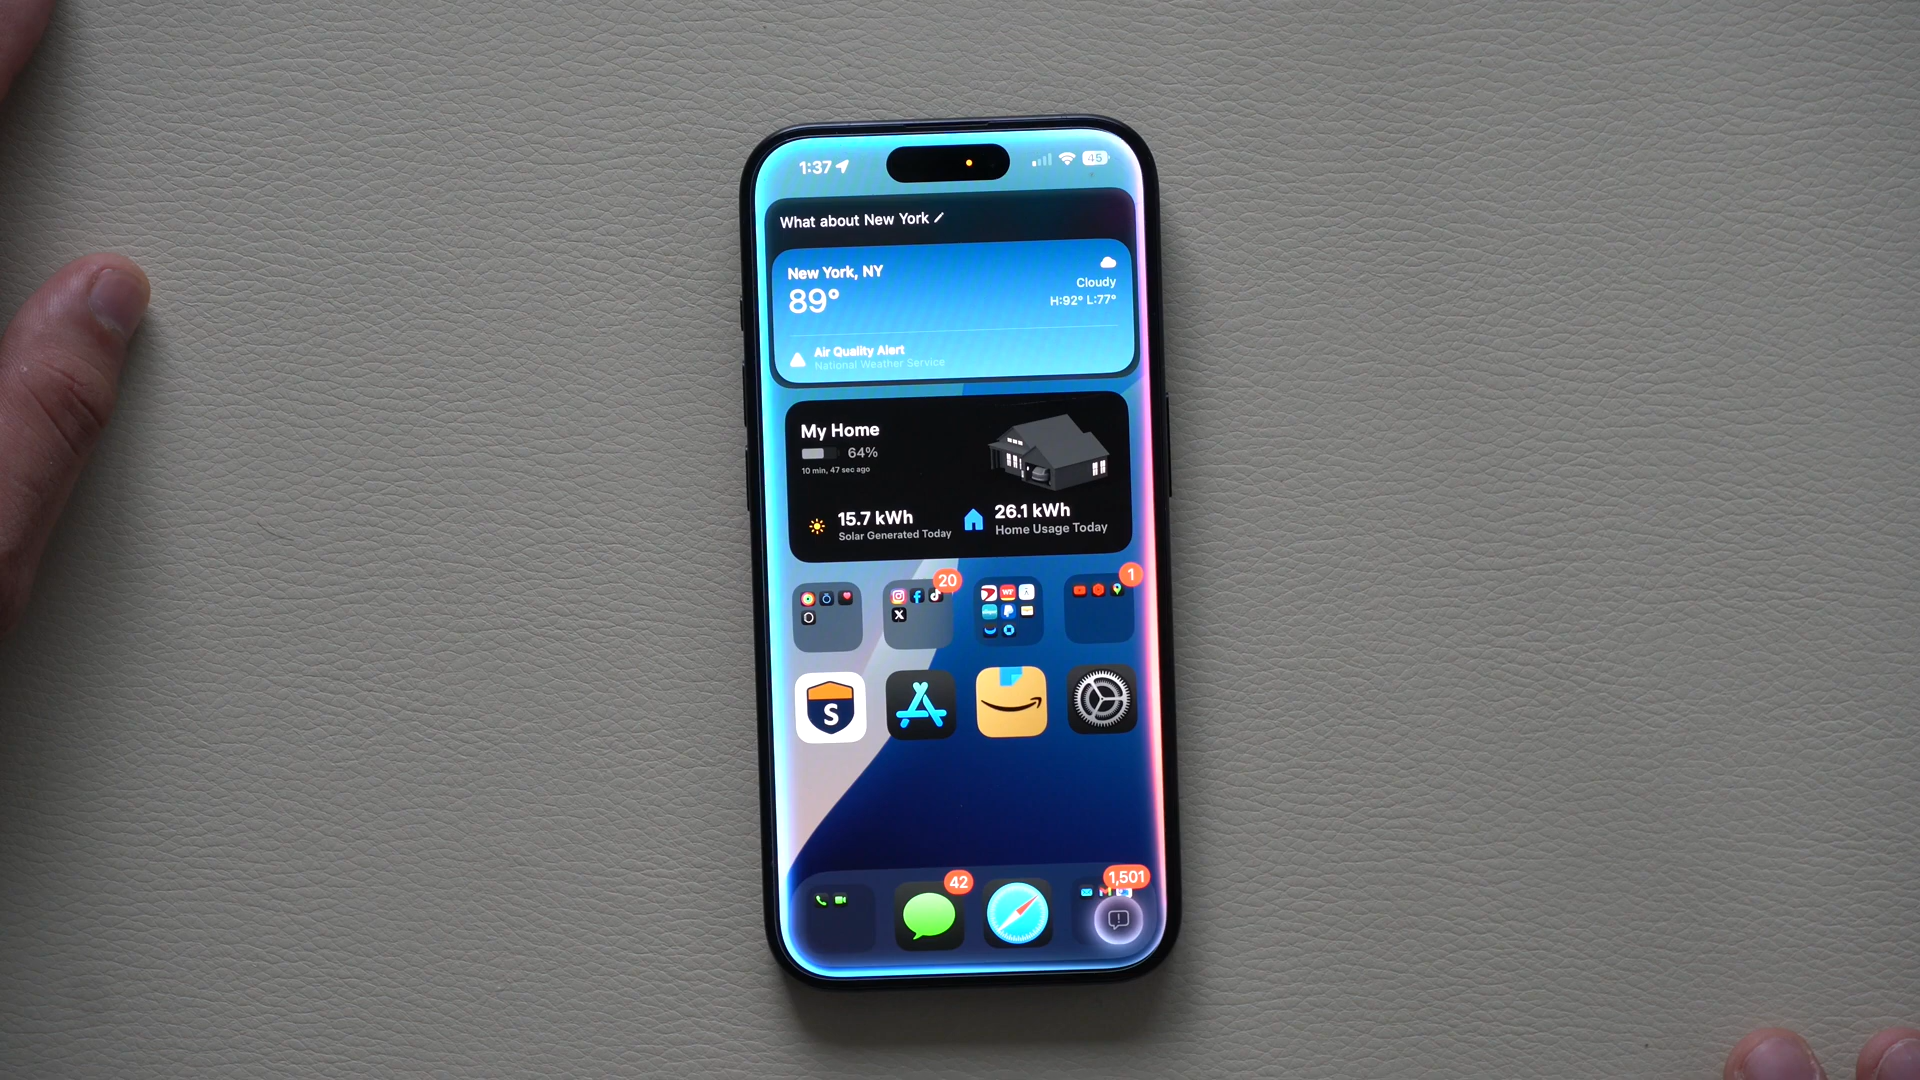 1:37
45
What about New York
New York, NY
89°
Cloudy
H:92° L:77°
Air Quality Alert
National Weather Service
My Home
64%
10 min, 47 sec ago
15.7 kWh
Solar Generated Today
26.1 kWh
Home Usage Today
20
1
S
42
1,501